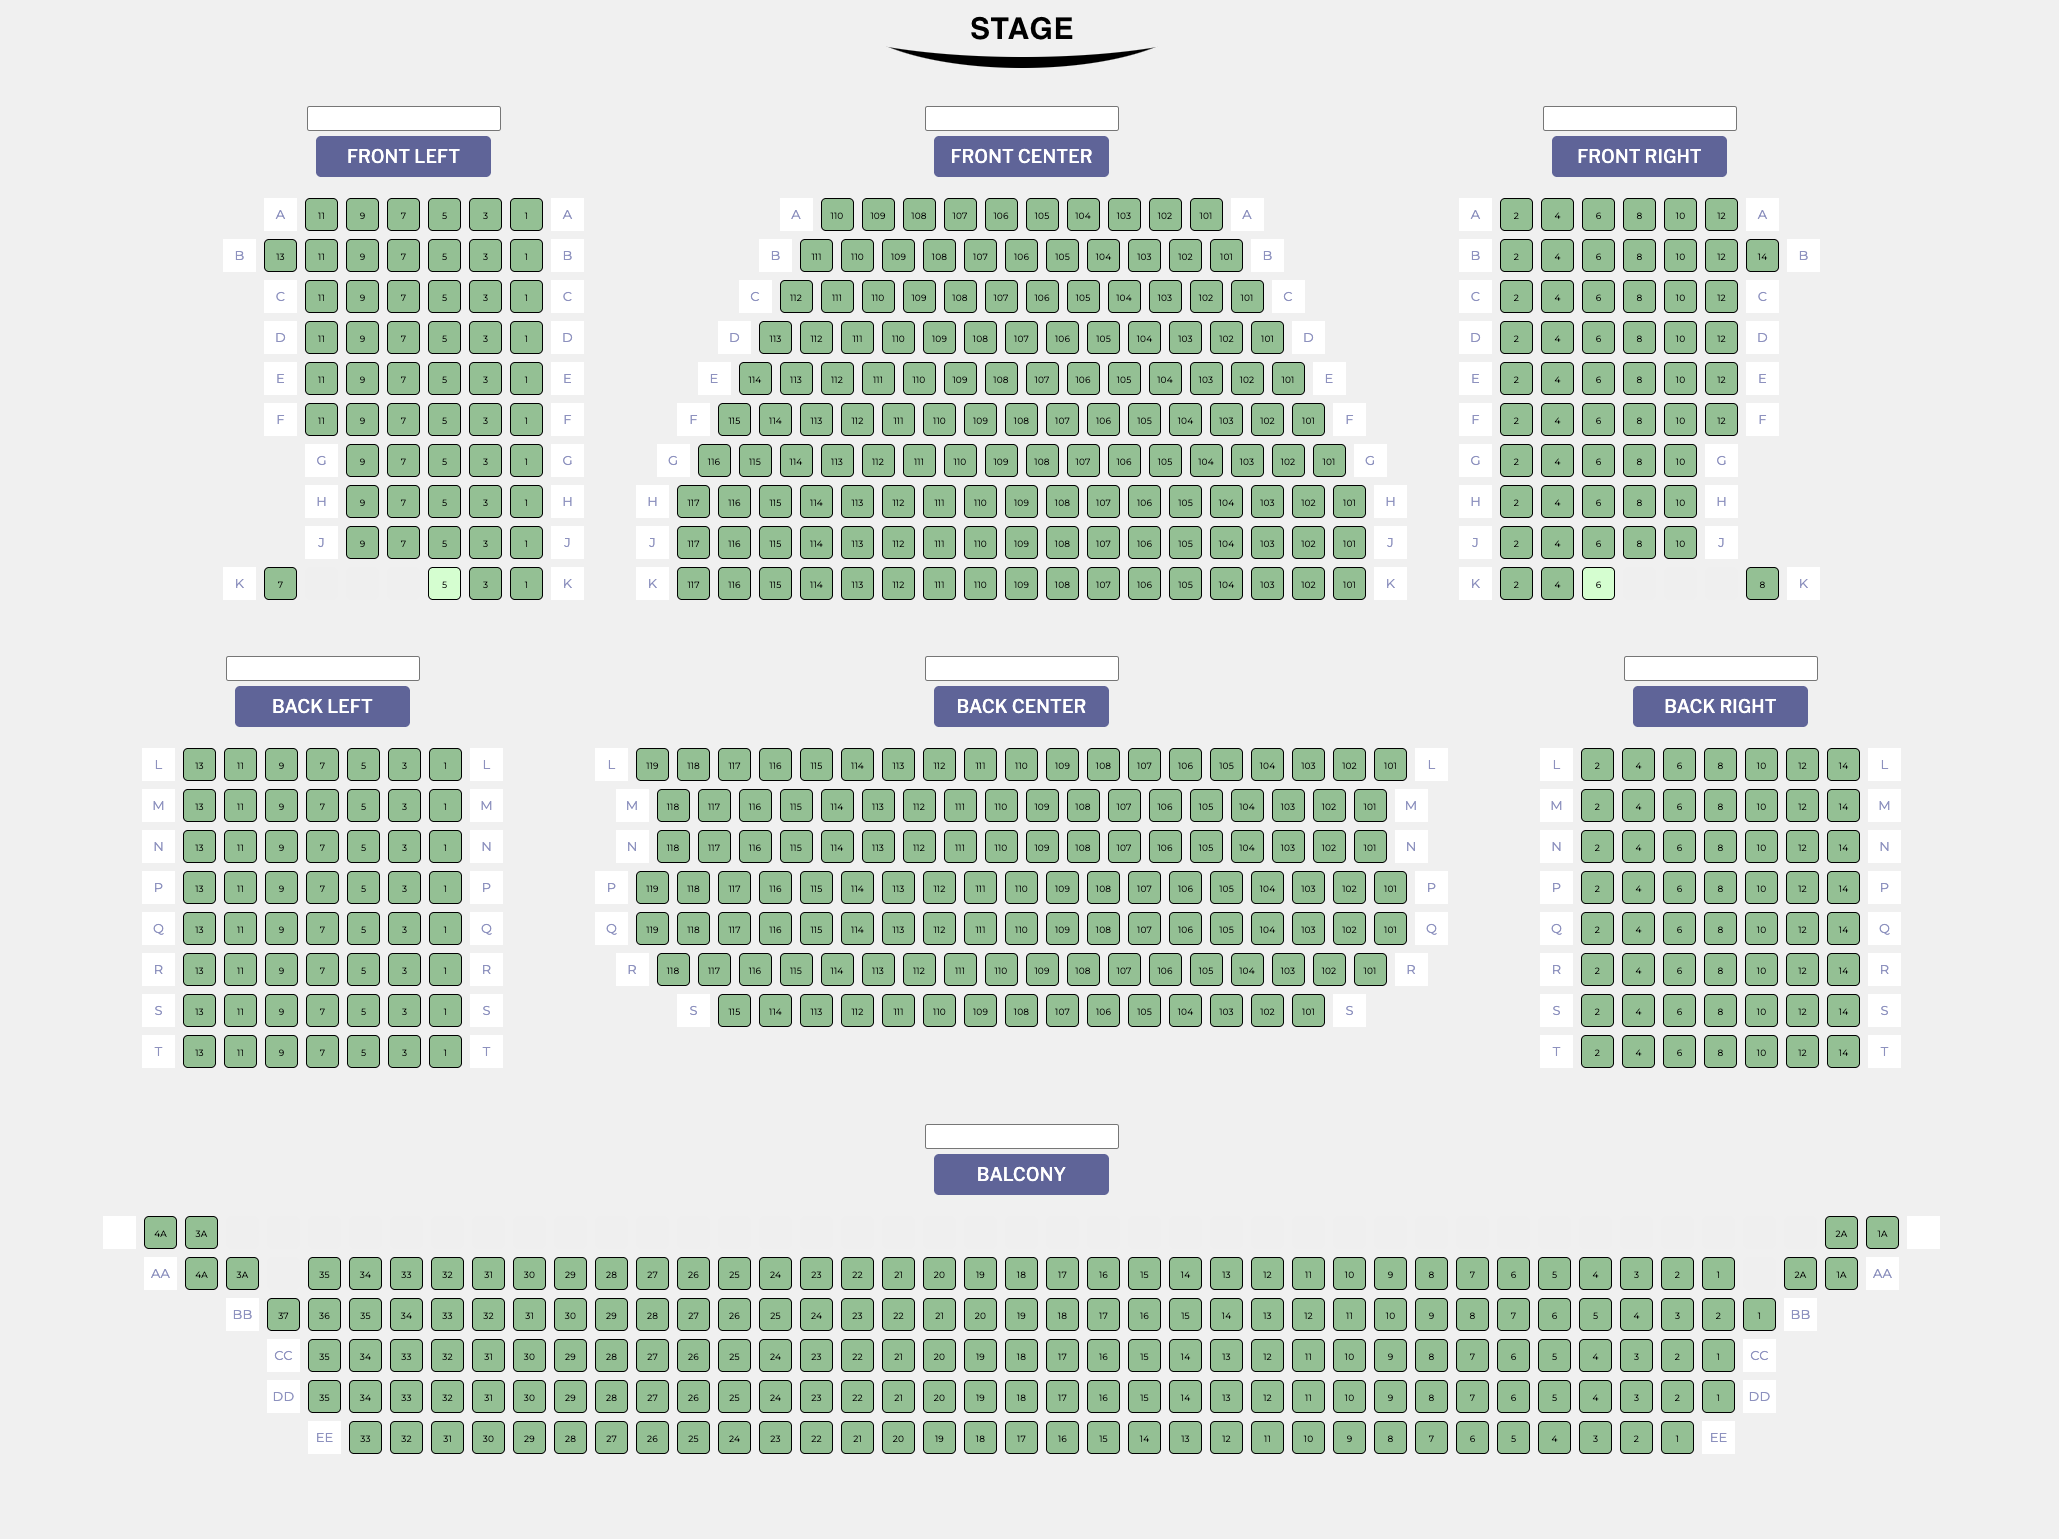 STAGE
FRONT LEFT FRONT CENTER FRONT RIGHT
A 11 9 7 5 3 1 A A 110 109 108 107 106 105 104 103 102 101 A A 2 4 6 8 10 12 A
B 13 11 9 7 5 3 1 B B 111 110 109 108 107 106 105 104 103 102 101 B B 2 4 6 8 10 12 14 B
C 11 9 7 5 3 1 C C 112 111 110 109 108 107 106 105 104 103 102 101 C C 2 4 6 8 10 12 C
D 11 9 7 5 3 1 D D 113 112 111 110 109 108 107 106 105 104 103 102 101 D D 2 4 6 8 10 12 D
E 11 9 7 5 3 1 E E 114 113 112 111 110 109 108 107 106 105 104 103 102 101 E E 2 4 6 8 10 12 E
F 11 9 7 5 3 1 F F 115 114 113 112 111 110 109 108 107 106 105 104 103 102 101 F F 2 4 6 8 10 12 F
G 9 7 5 3 1 G G 116 115 114 113 112 111 110 109 108 107 106 105 104 103 102 101 G G 2 4 6 8 10 G
H 9 7 5 3 1 H H 117 116 115 114 113 112 111 110 109 108 107 106 105 104 103 102 101 H H 2 4 6 8 10 H
J 9 7 5 3 1 J J 117 116 115 114 113 112 111 110 109 108 107 106 105 104 103 102 101 J J 2 4 6 8 10 J
K 7 5 3 1 K K 117 116 115 114 113 112 111 110 109 108 107 106 105 104 103 102 101 K K 2 4 6 8 K
BACK LEFT BACK CENTER BACK RIGHT
L 13 11 9 7 5 3 1 L L 119 118 117 116 115 114 113 112 111 110 109 108 107 106 105 104 103 102 101 L L 2 4 6 8 10 12 14 L
M 13 11 9 7 5 3 1 M M 118 117 116 115 114 113 112 111 110 109 108 107 106 105 104 103 102 101 M M 2 4 6 8 10 12 14 M
N 13 11 9 7 5 3 1 N N 118 117 116 115 114 113 112 111 110 109 108 107 106 105 104 103 102 101 N N 2 4 6 8 10 12 14 N
P 13 11 9 7 5 3 1 P P 119 118 117 116 115 114 113 112 111 110 109 108 107 106 105 104 103 102 101 P P 2 4 6 8 10 12 14 P
Q 13 11 9 7 5 3 1 Q Q 119 118 117 116 115 114 113 112 111 110 109 108 107 106 105 104 103 102 101 Q Q 2 4 6 8 10 12 14 Q
R 13 11 9 7 5 3 1 R R 118 117 116 115 114 113 112 111 110 109 108 107 106 105 104 103 102 101 R R 2 4 6 8 10 12 14 R
S 13 11 9 7 5 3 1 S S 115 114 113 112 111 110 109 108 107 106 105 104 103 102 101 S S 2 4 6 8 10 12 14 S
T 13 11 9 7 5 3 1 T T 2 4 6 8 10 12 14 T
BALCONY
4A 3A 2A 1A
AA 4A 3A 35 34 33 32 31 30 29 28 27 26 25 24 23 22 21 20 19 18 17 16 15 14 13 12 11 10 9 8 7 6 5 4 3 2 1 2A 1A AA
BB 37 36 35 34 33 32 31 30 29 28 27 26 25 24 23 22 21 20 19 18 17 16 15 14 13 12 11 10 9 8 7 6 5 4 3 2 1 BB
CC 35 34 33 32 31 30 29 28 27 26 25 24 23 22 21 20 19 18 17 16 15 14 13 12 11 10 9 8 7 6 5 4 3 2 1 CC
DD 35 34 33 32 31 30 29 28 27 26 25 24 23 22 21 20 19 18 17 16 15 14 13 12 11 10 9 8 7 6 5 4 3 2 1 DD
EE 33 32 31 30 29 28 27 26 25 24 23 22 21 20 19 18 17 16 15 14 13 12 11 10 9 8 7 6 5 4 3 2 1 EE